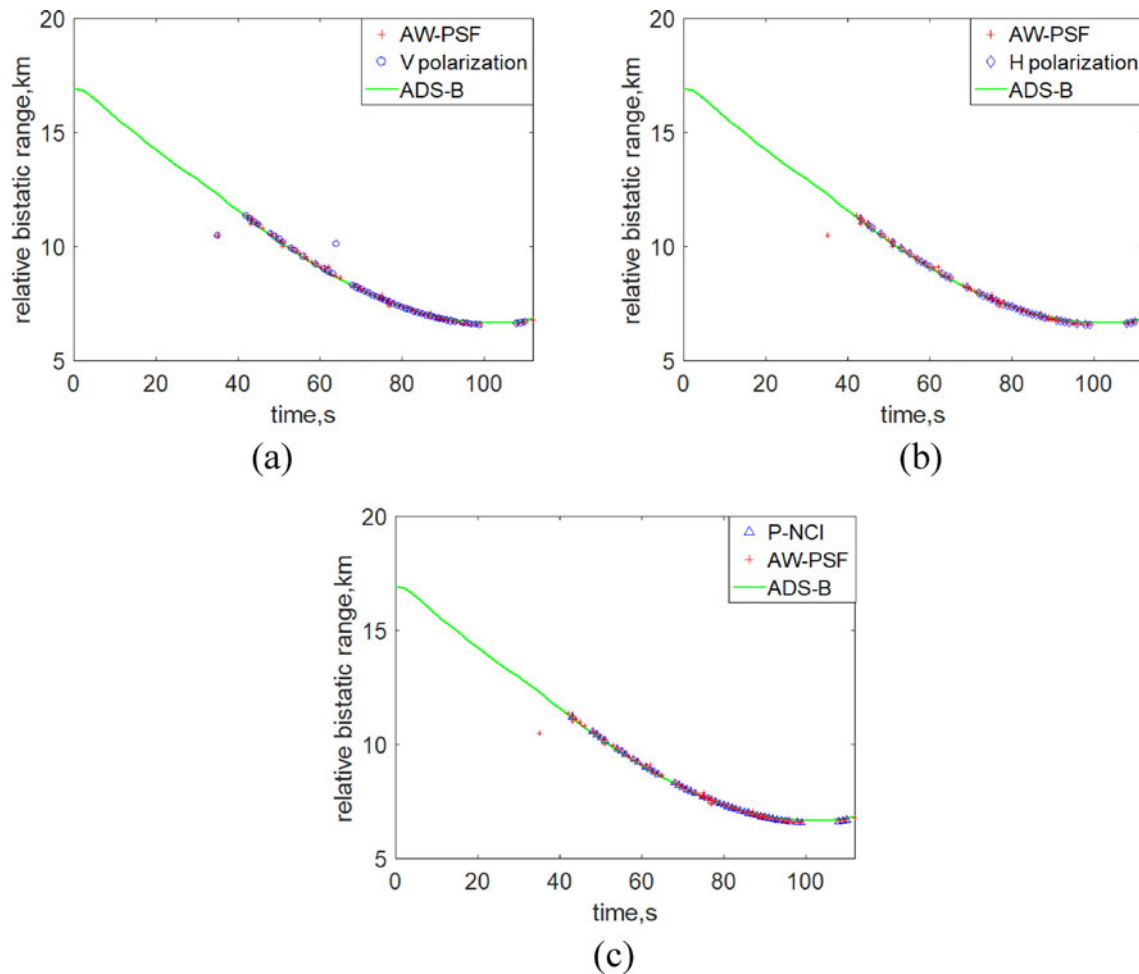 20
15
10
5
relative bistatic range,km
AW-PSF
V polarization
ADS-B
0 20 40 60 80 100
time,s
(a)
20
15
10
5
relative bistatic range,km
AW-PSF
H polarization
ADS-B
0 20 40 60 80 100
time,s
(b)
20
15
10
5
relative bistatic range,km
P-NCI
AW-PSF
ADS-B
0 20 40 60 80 100
time,s
(c)